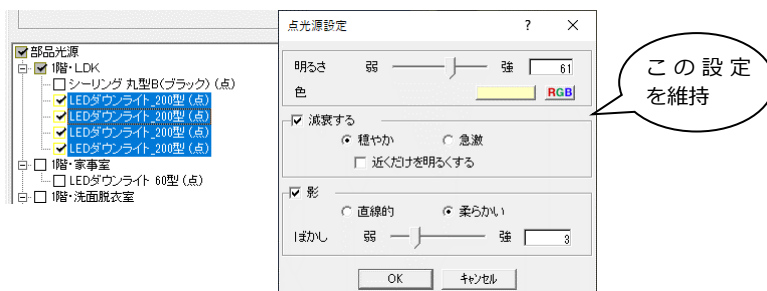 部品光源
1階・LDK
シーリング 丸型B(ブラック) (点)
LEDダウンライト_200型 (点)
LEDダウンライト_200型 (点)
LEDダウンライト_200型 (点)
LEDダウンライト_200型 (点)
1階・家事室
LEDダウンライト 60型 (点)
1階・洗面脱衣室
点光源設定 ? ×
明るさ 弱 強 61
色 RGB
減衰する
穏やか 急激
近くだけを明るくする
影
直線的 柔らかい
ぼかし 弱 強 3
OK キャンセル
この設定
を維持